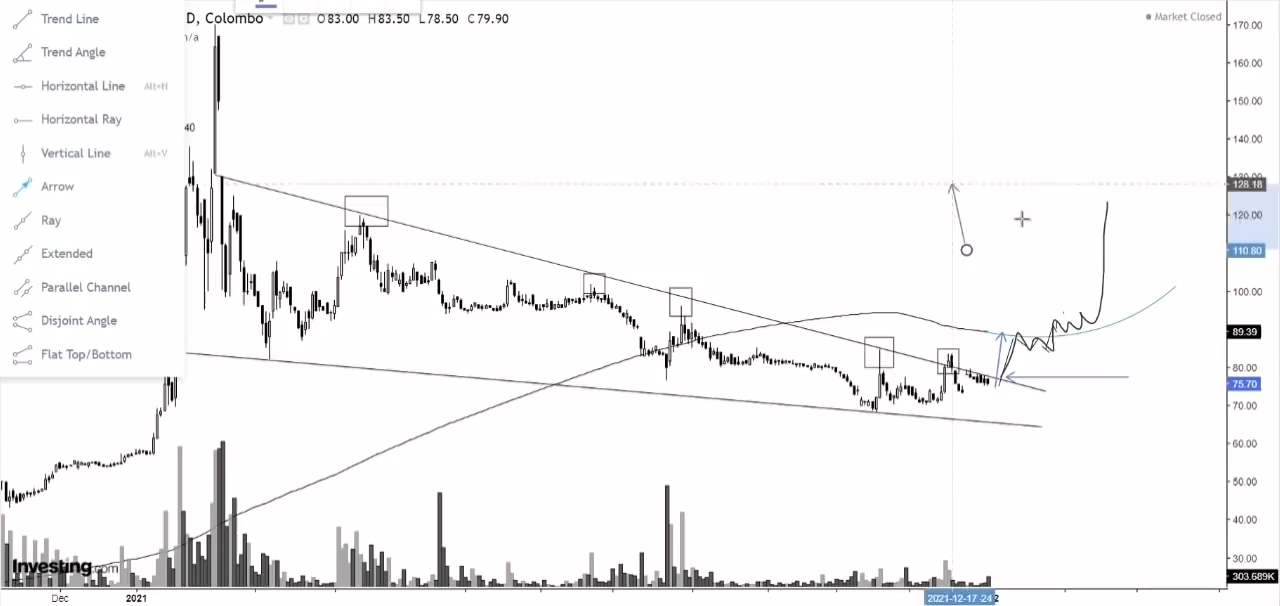 Trend Line
Trend Angle
Horizontal Line Alt+H
Horizontal Ray
Vertical Line Alt+V
Arrow
Ray
Extended
Parallel Channel
Disjoint Angle
Flat Top/Bottom
D, Colombo O83.00 H83.50 L78.50 C79.90
n/a
40
Market Closed
170.00
160.00
150.00
140.00
128.18
120.00
110.80
100.00
89.39
80.00
75.70
70.00
60.00
50.00
40.00
30.00
303.689K
Investing.com
Dec 2021 2021-12-17 24 2